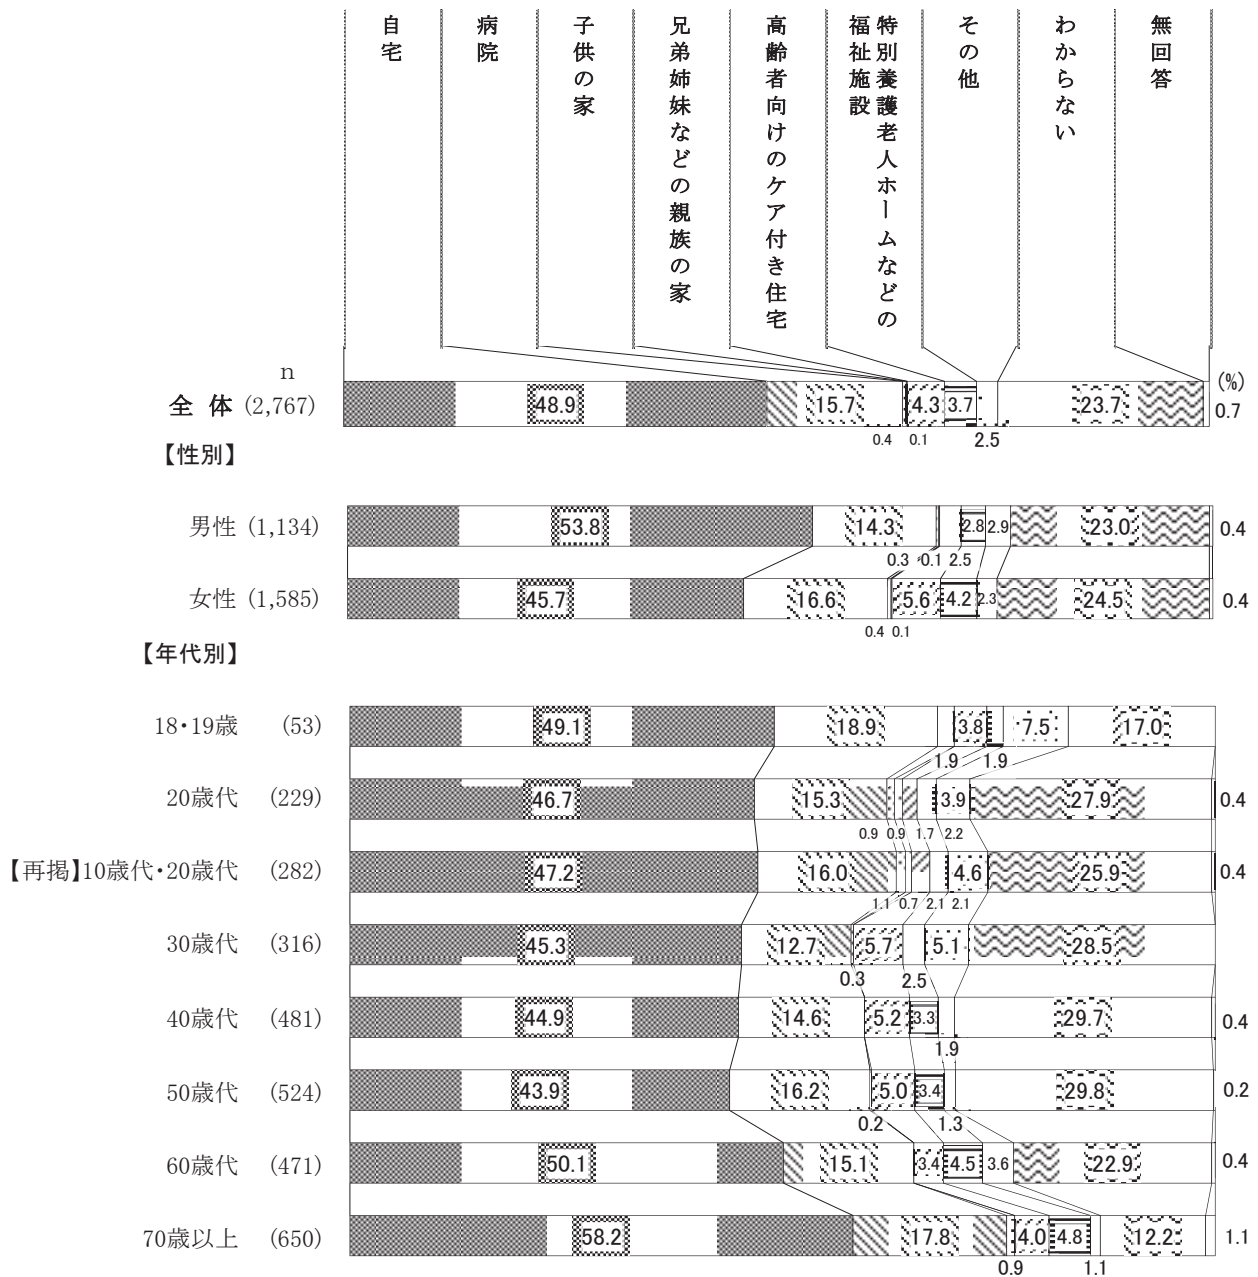 自宅
病院
子供の家
兄弟姉妹などの親族の家
高齢者向けのケア付き住宅
特別養護老人ホームなどの
福祉施設
その他
わからない
無回答
n
(%)
全 体 (2,767) 48.9 15.7 4.3 3.7 23.7 0.7
0.4 0.1 2.5
【性別】
男性 (1,134) 53.8 14.3 2.8 2.9 23.0 0.4
0.3 0.1 2.5
女性 (1,585) 45.7 16.6 5.6 4.2 2.3 24.5 0.4
0.4 0.1
【年代別】
18・19歳 (53) 49.1 18.9 3.8 7.5 17.0
1.9 1.9
20歳代 (229) 46.7 15.3 3.9 27.9 0.4
0.9 0.9 1.7 2.2
【再掲】10歳代・20歳代 (282) 47.2 16.0 4.6 25.9 0.4
1.1 0.7 2.1 2.1
30歳代 (316) 45.3 12.7 5.7 5.1 28.5
0.3 2.5
40歳代 (481) 44.9 14.6 5.2 3.3 29.7 0.4
1.9
50歳代 (524) 43.9 16.2 5.0 3.4 29.8 0.2
0.2 1.3
60歳代 (471) 50.1 15.1 3.4 4.5 3.6 22.9 0.4
70歳以上 (650) 58.2 17.8 4.0 4.8 12.2 1.1
0.9 1.1